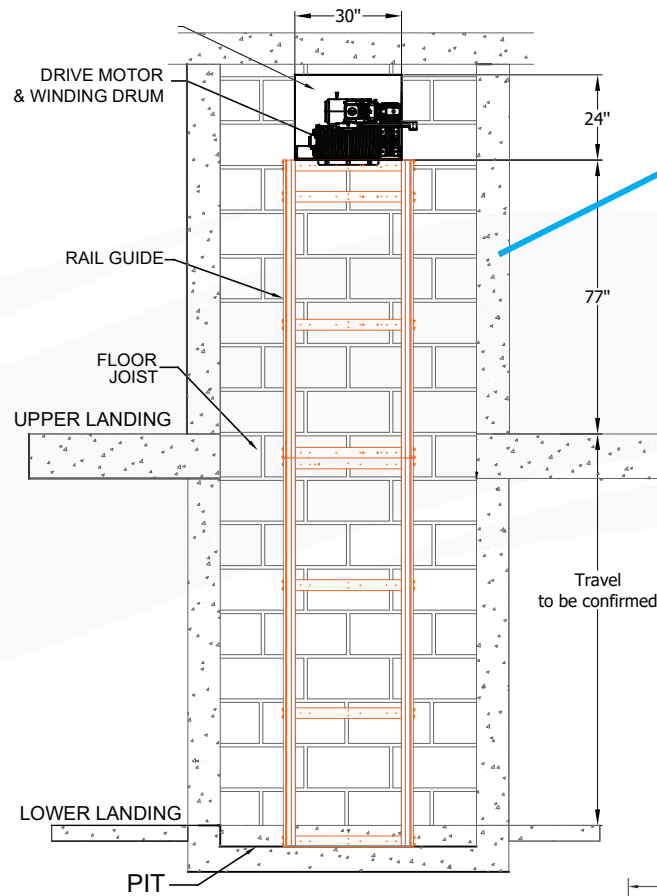 30"
DRIVE MOTOR
& WINDING DRUM
24"
RAIL GUIDE
77"
FLOOR
JOIST
UPPER LANDING
Travel
to be confirmed
LOWER LANDING
PIT